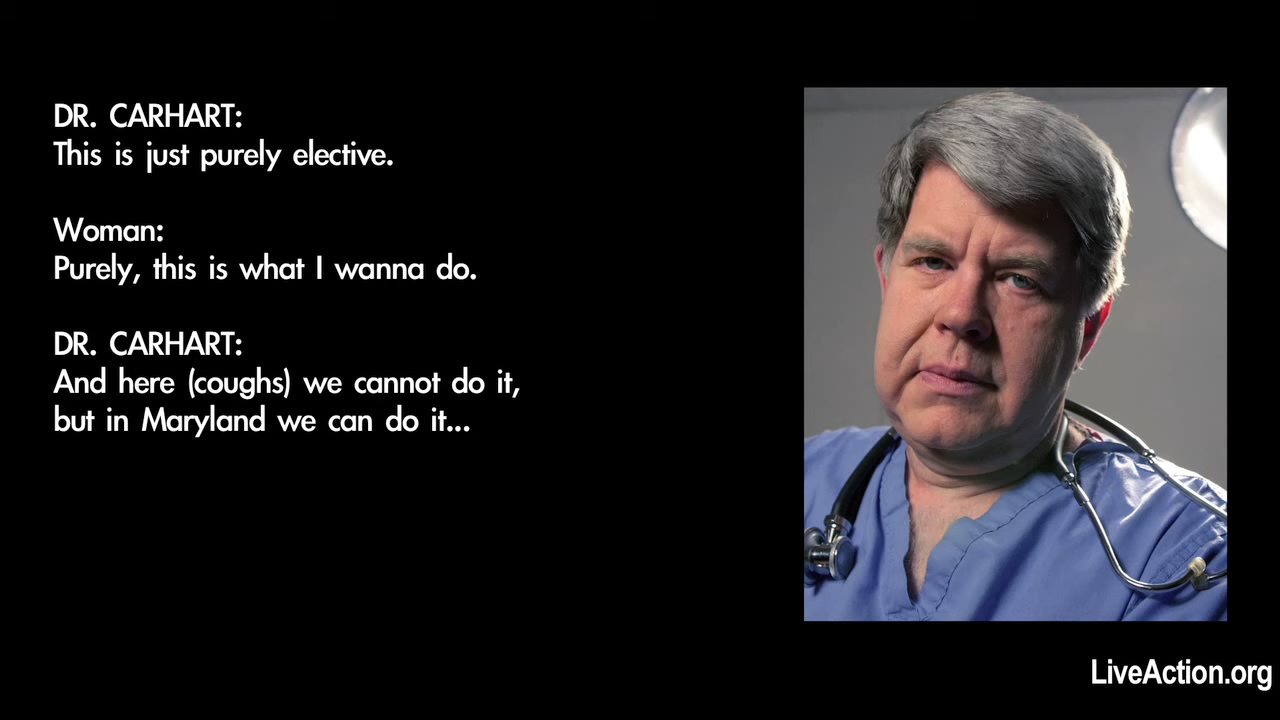 DR. CARHART:
This is just purely elective.
Woman:
Purely, this is what I wanna do.
DR. CARHART:
And here (coughs) we cannot do it,
but in Maryland we can do it...
LiveAction.org